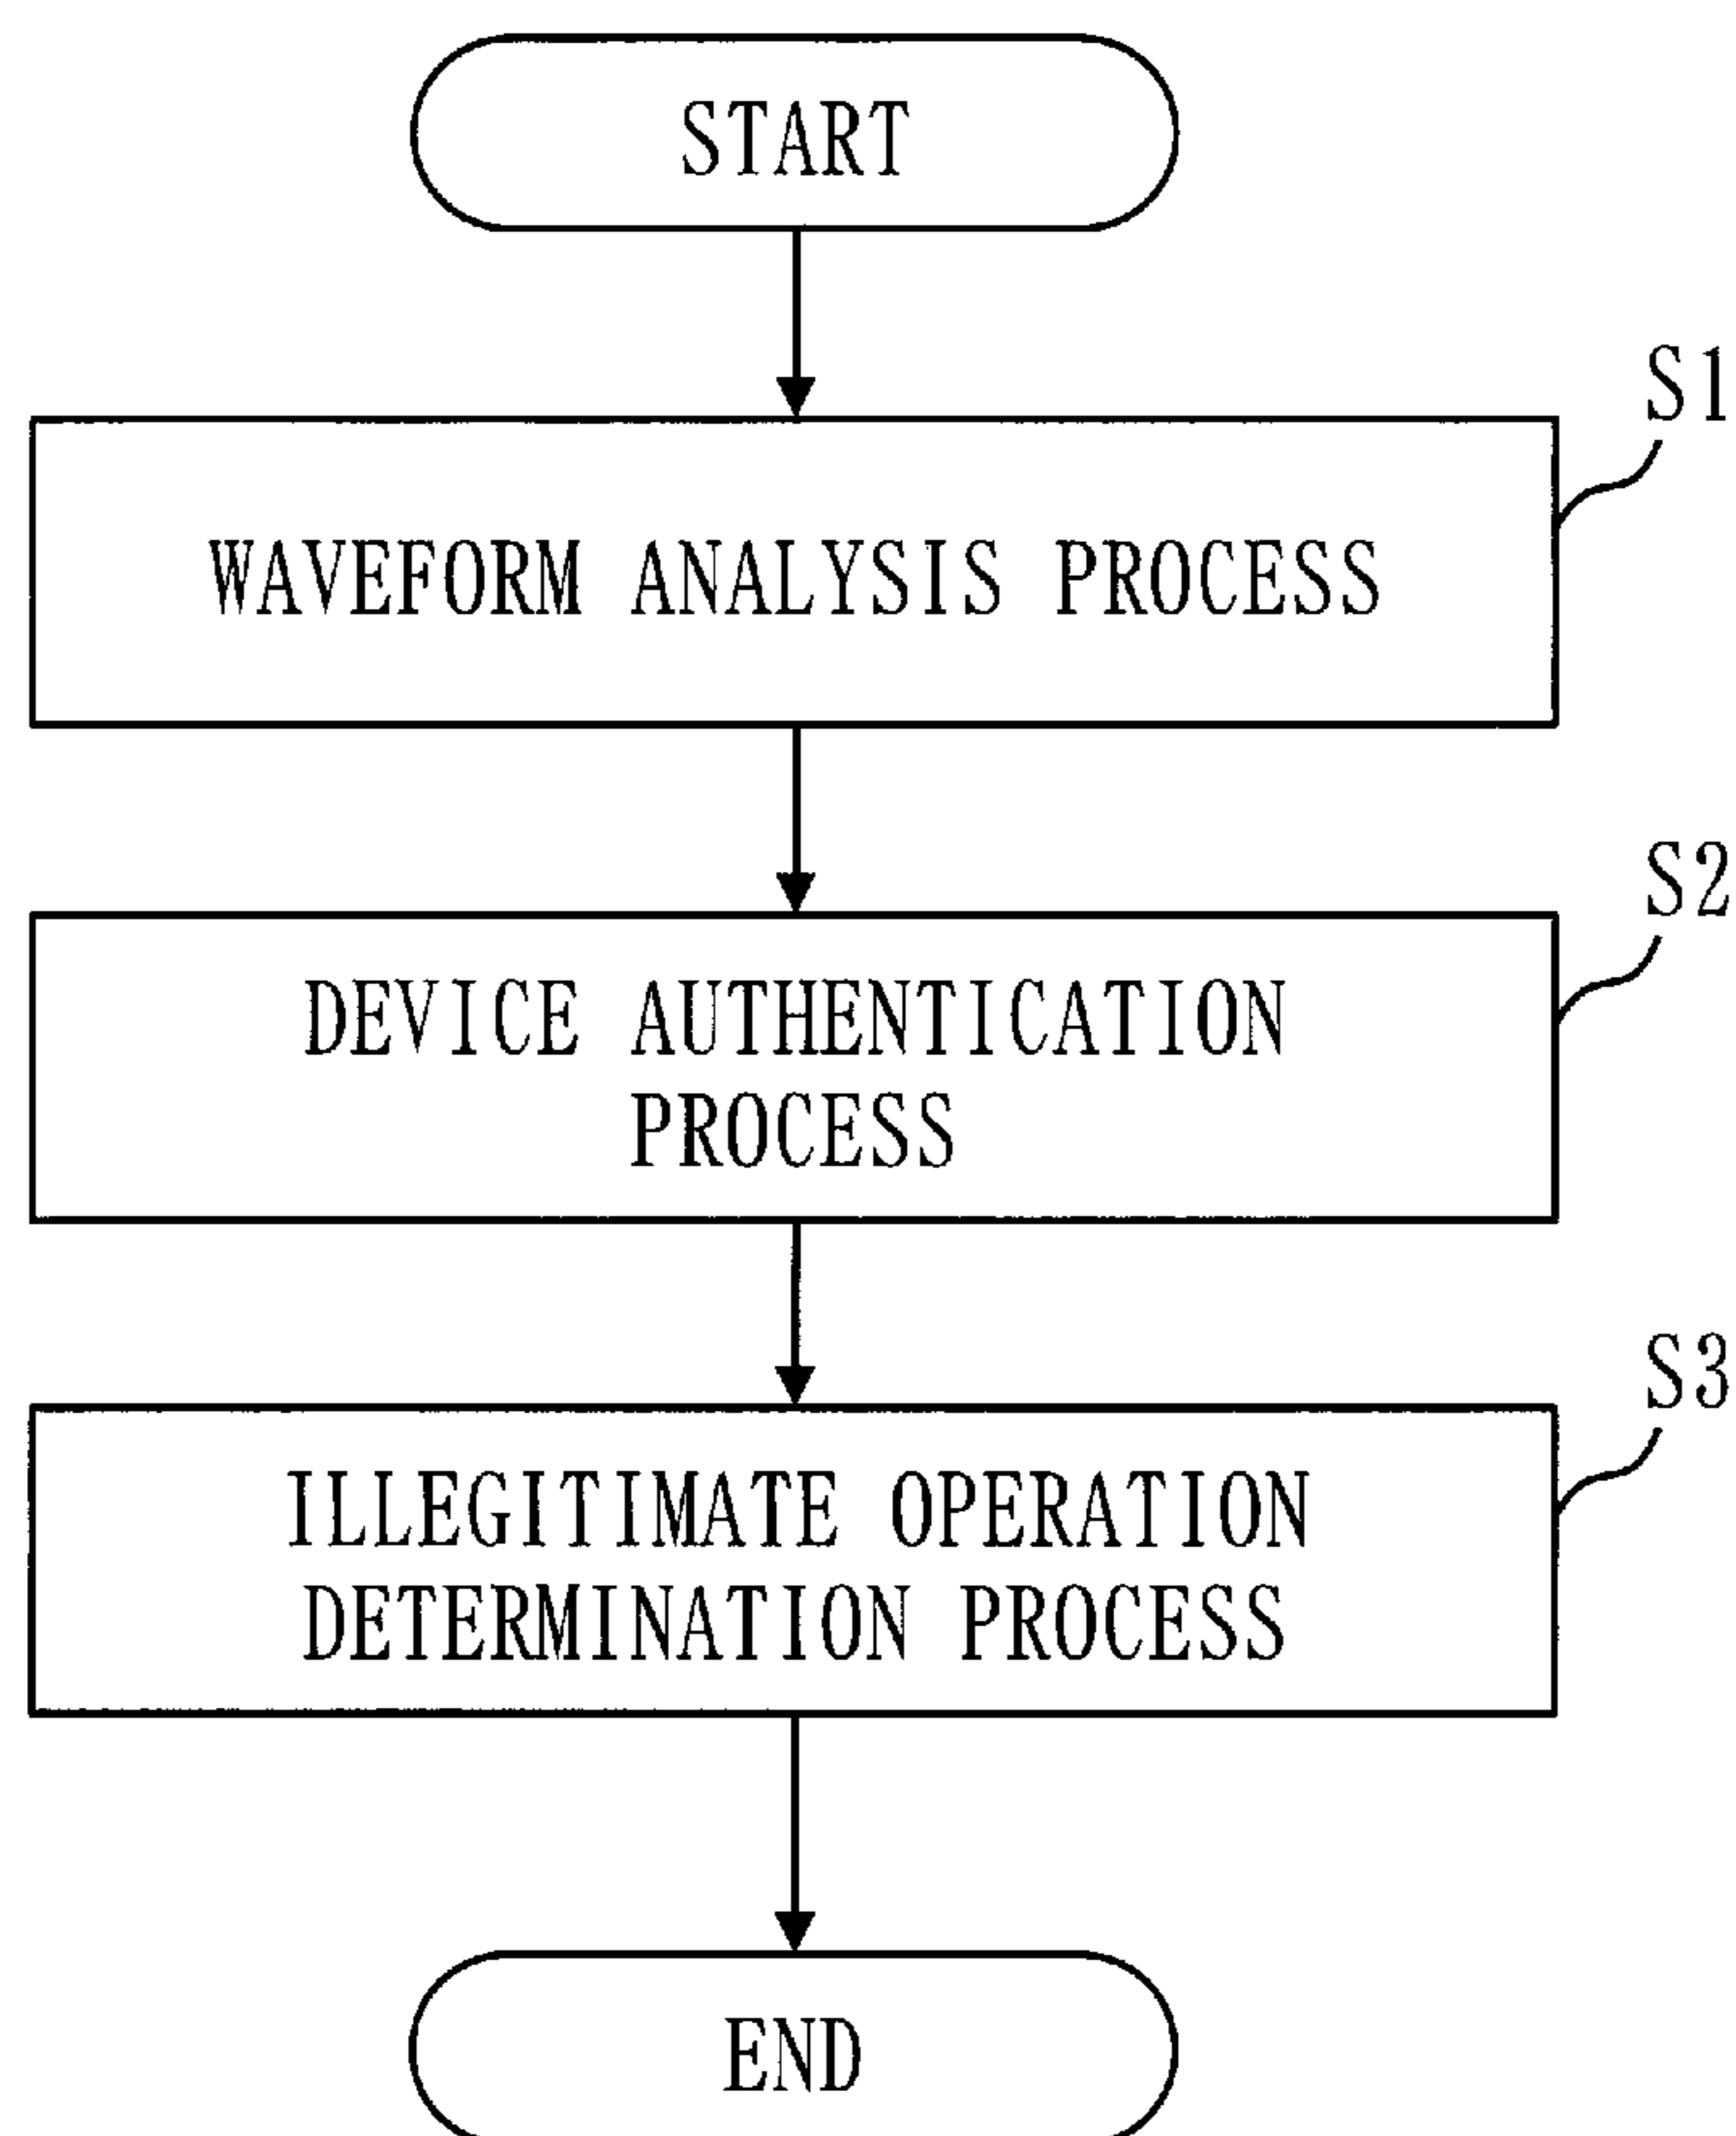 START
S1
WAVEFORM ANALYSIS PROCESS
S2
DEVICE AUTHENTICATION
PROCESS
S3
ILLEGITIMATE OPERATION
DETERMINATION PROCESS
END